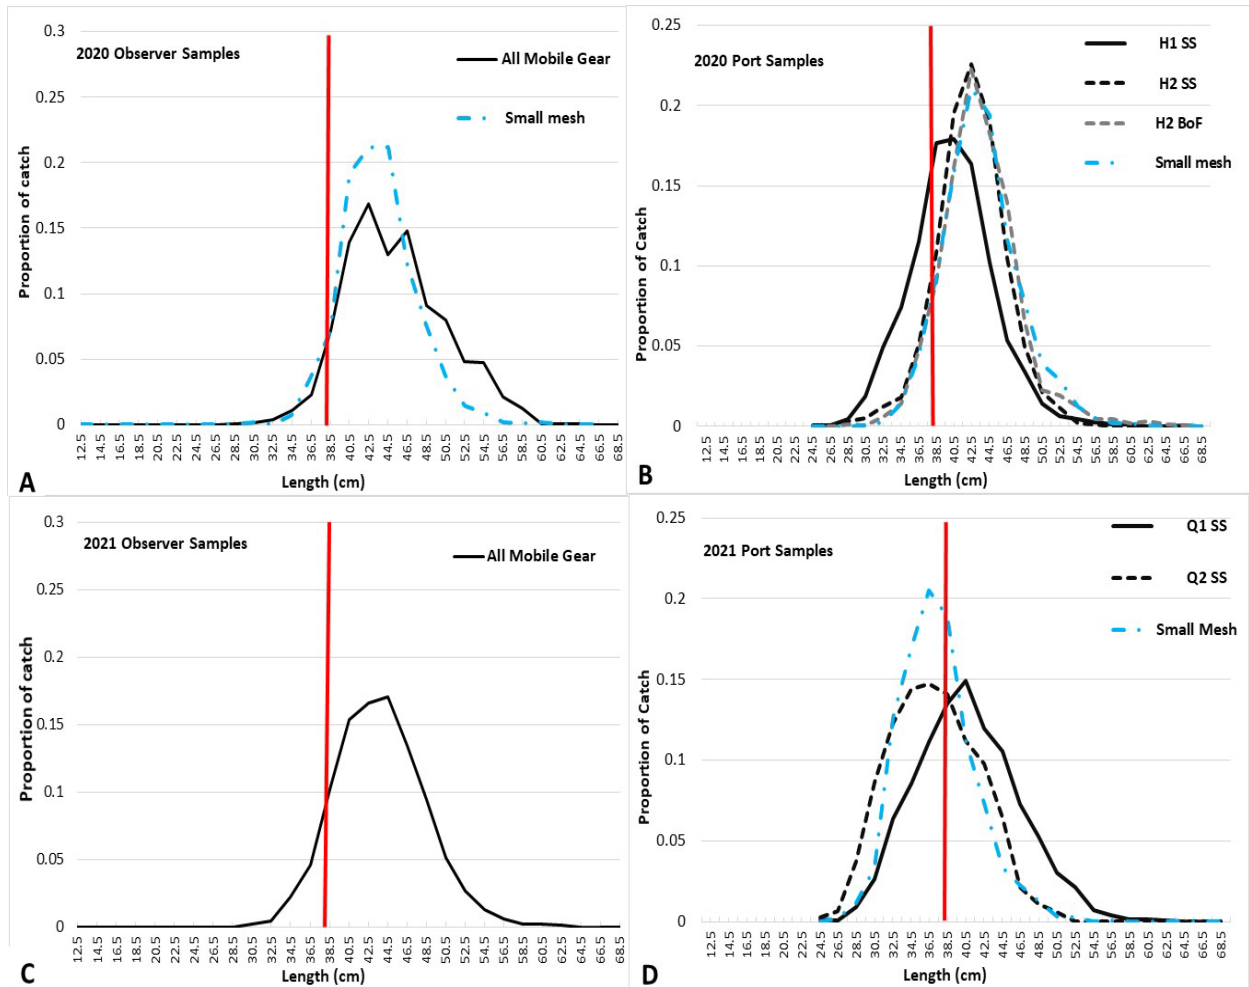 0.3
0.25
0.2
0.15
0.1
0.05
0
Proportion of catch
2020 Observer Samples
All Mobile Gear
Small mesh
12.5 14.5 16.5 18.5 20.5 22.5 24.5 26.5 28.5 30.5 32.5 34.5 36.5 38.5 40.5 42.5 44.5 46.5 48.5 50.5 52.5 54.5 56.5 58.5 60.5 62.5 64.5 66.5 68.5
Length (cm)
A
0.25
0.2
0.15
0.1
0.05
0
Proportion of Catch
2020 Port Samples
H1 SS
H2 SS
H2 BoF
Small mesh
12.5 14.5 16.5 18.5 20.5 22.5 24.5 26.5 28.5 30.5 32.5 34.5 36.5 38.5 40.5 42.5 44.5 46.5 48.5 50.5 52.5 54.5 56.5 58.5 60.5 62.5 64.5 66.5 68.5
Length (cm)
B
0.3
0.25
0.2
0.15
0.1
0.05
0
Proportion of catch
2021 Observer Samples
All Mobile Gear
12.5 14.5 16.5 18.5 20.5 22.5 24.5 26.5 28.5 30.5 32.5 34.5 36.5 38.5 40.5 42.5 44.5 46.5 48.5 50.5 52.5 54.5 56.5 58.5 60.5 62.5 64.5 66.5 68.5
Length (cm)
C
0.25
0.2
0.15
0.1
0.05
0
Proportion of Catch
2021 Port Samples
Q1 SS
Q2 SS
Small Mesh
12.5 14.5 16.5 18.5 20.5 22.5 24.5 26.5 28.5 30.5 32.5 34.5 36.5 38.5 40.5 42.5 44.5 46.5 48.5 50.5 52.5 54.5 56.5 58.5 60.5 62.5 64.5 66.5 68.5
Length (cm)
D